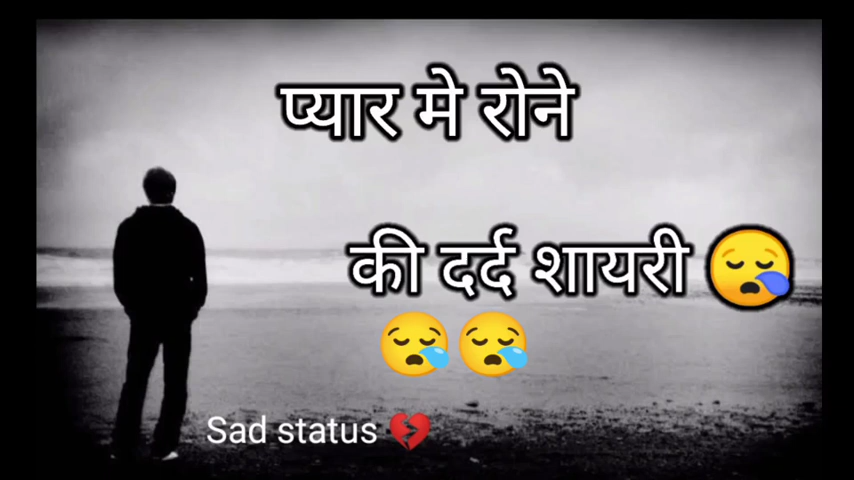 प्यार मे रोने
की दर्द शायरी 😪
😪😪
Sad status 💔